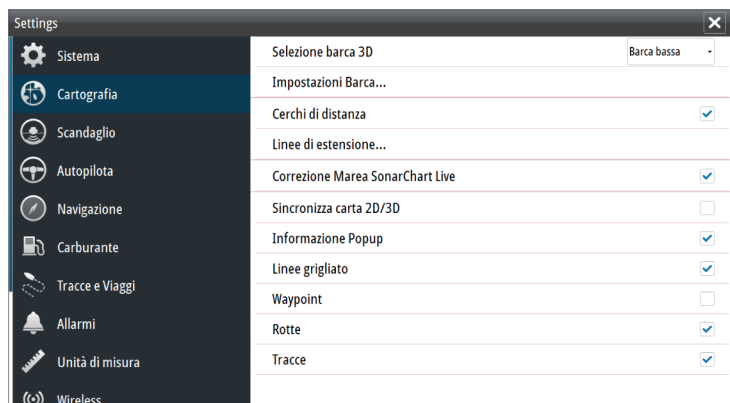 Settings
Sistema
Cartografia
Scandaglio
Autopilota
Navigazione
Carburante
Tracce e Viaggi
Allarmi
Unità di misura
Wireless
Selezione barca 3D Barca bassa
Impostazioni Barca...
Cerchi di distanza
Linee di estensione...
Correzione Marea SonarChart Live
Sincronizza carta 2D/3D
Informazione Popup
Linee grigliato
Waypoint
Rotte
Tracce